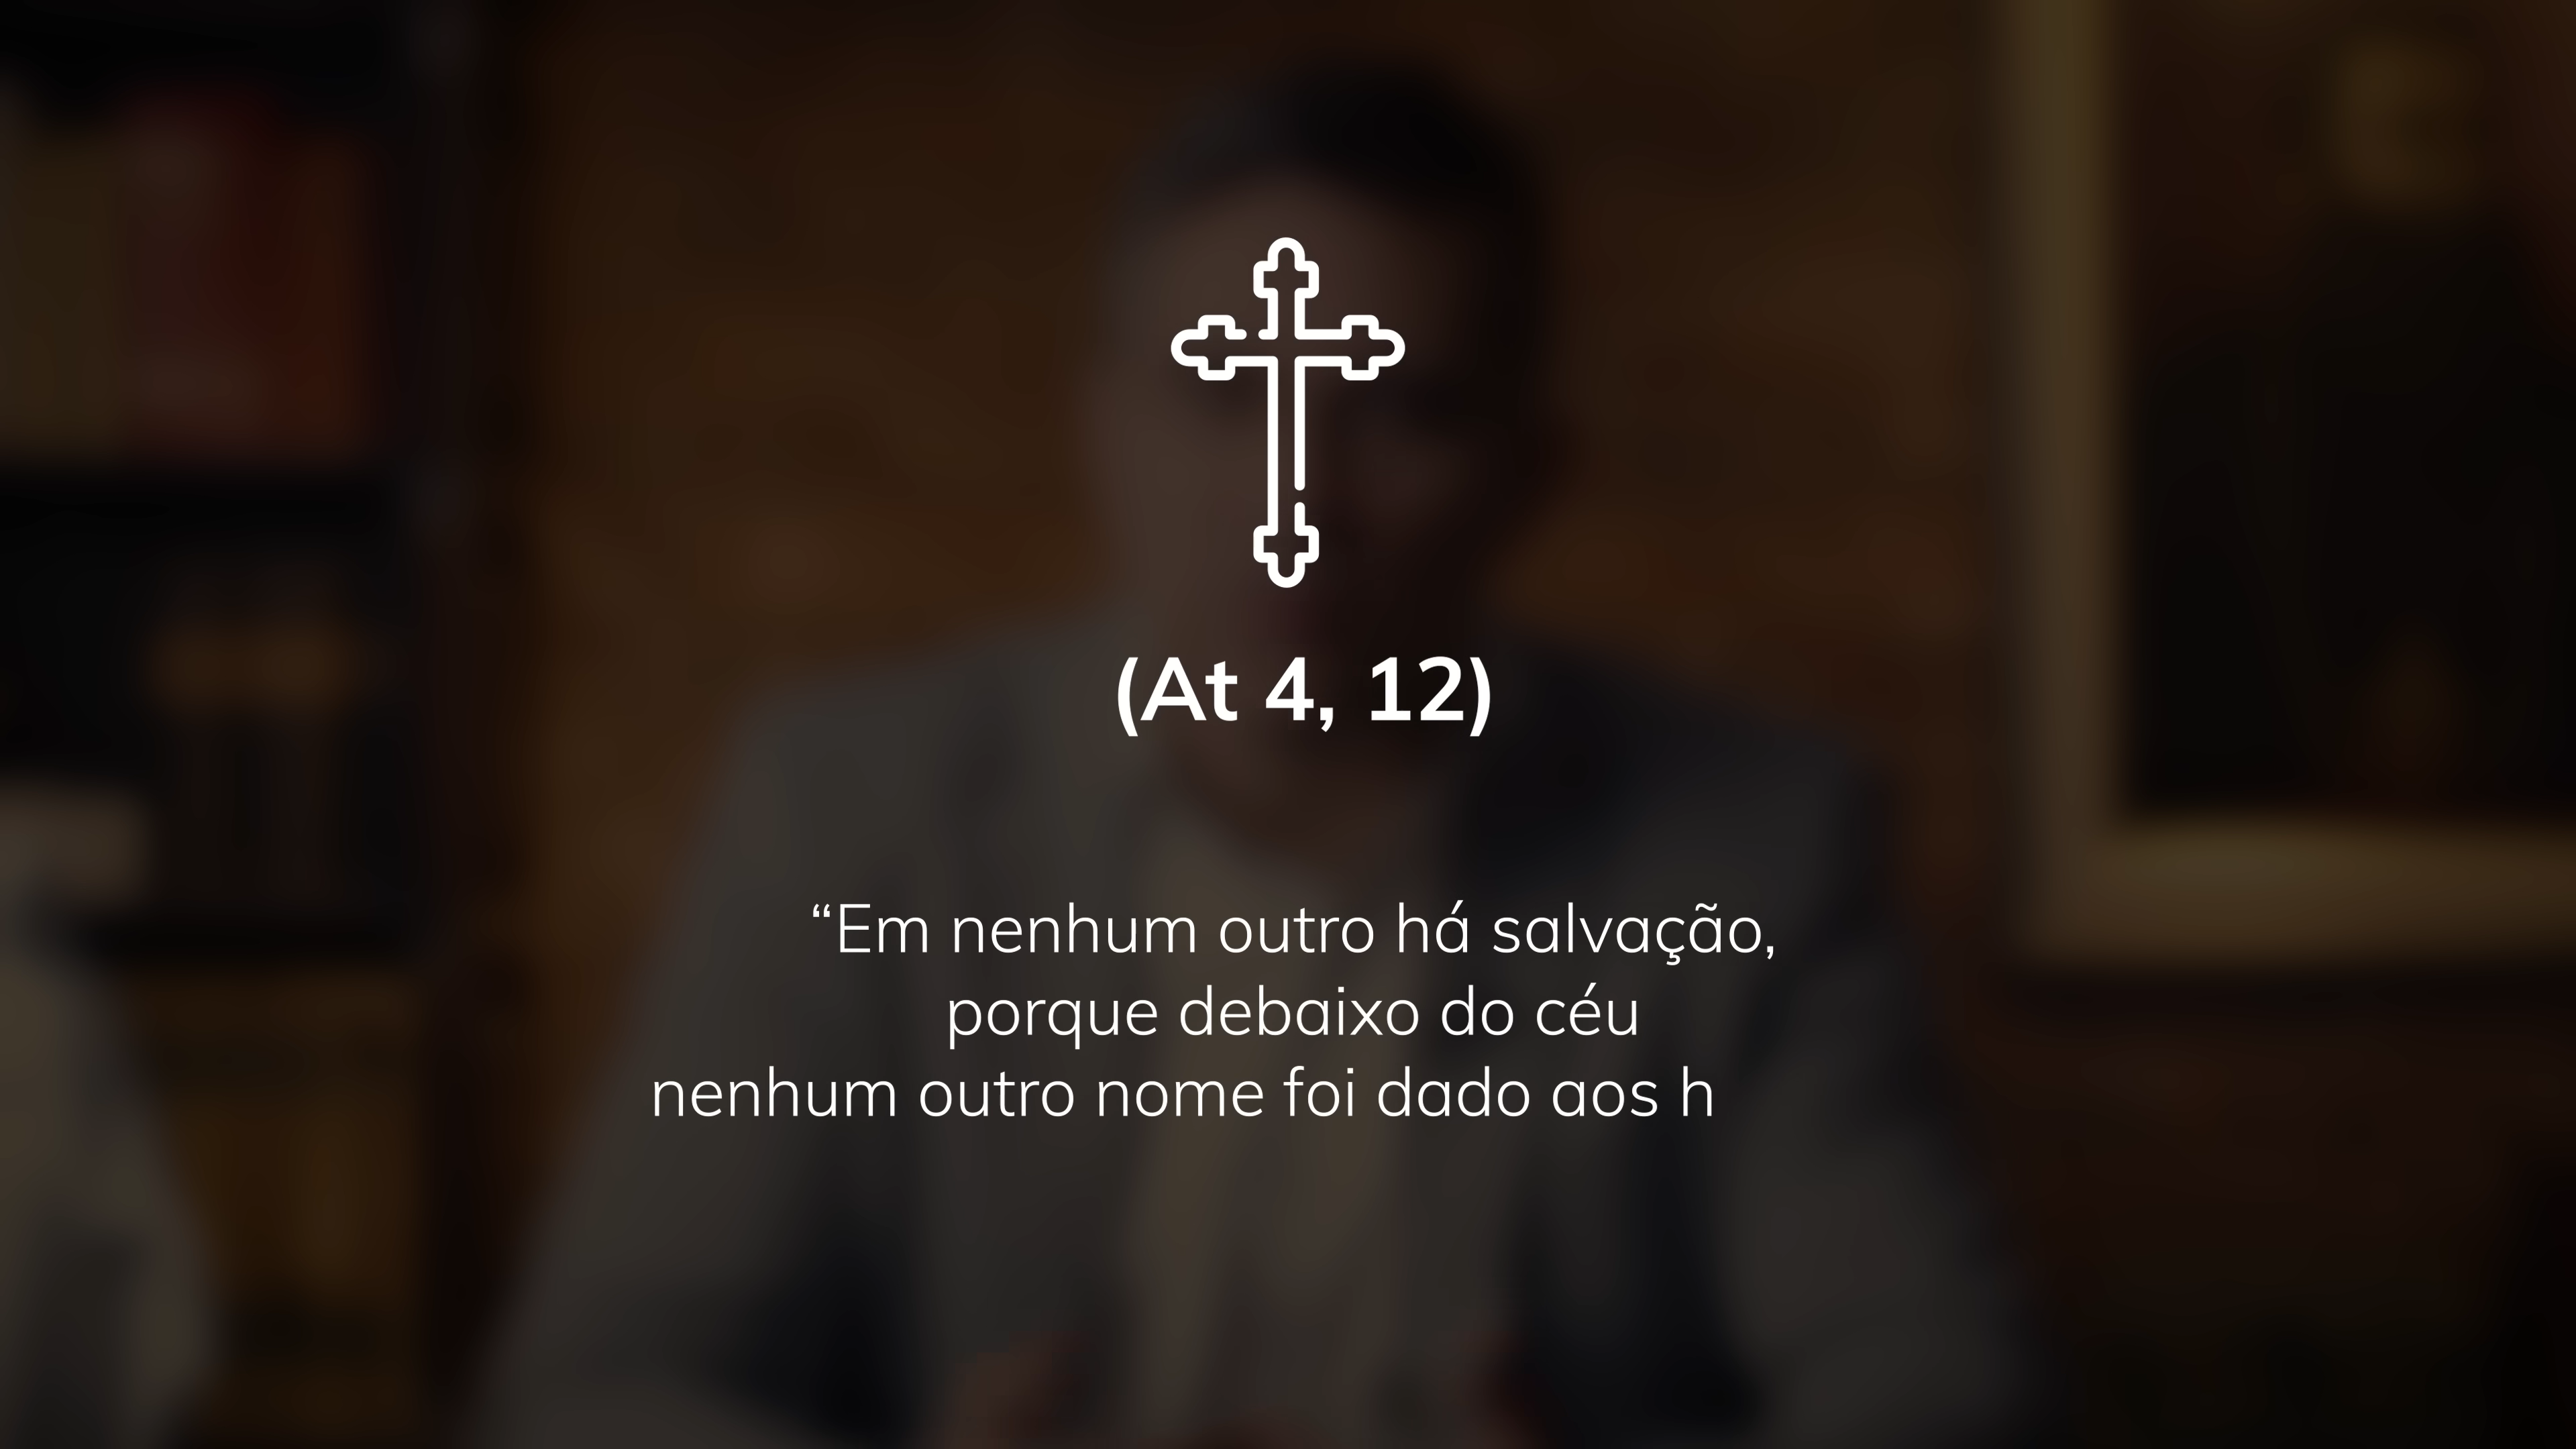 (At 4, 12)
“Em nenhum outro há salvação,
porque debaixo do céu
nenhum outro nome foi dado aos h